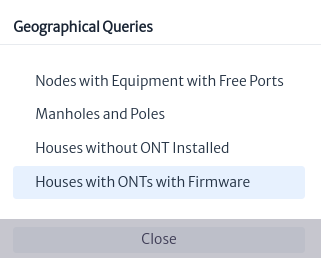 Geographical Queries
Nodes with Equipment with Free Ports
Manholes and Poles
Houses without ONT Installed
Houses with ONTs with Firmware
Close